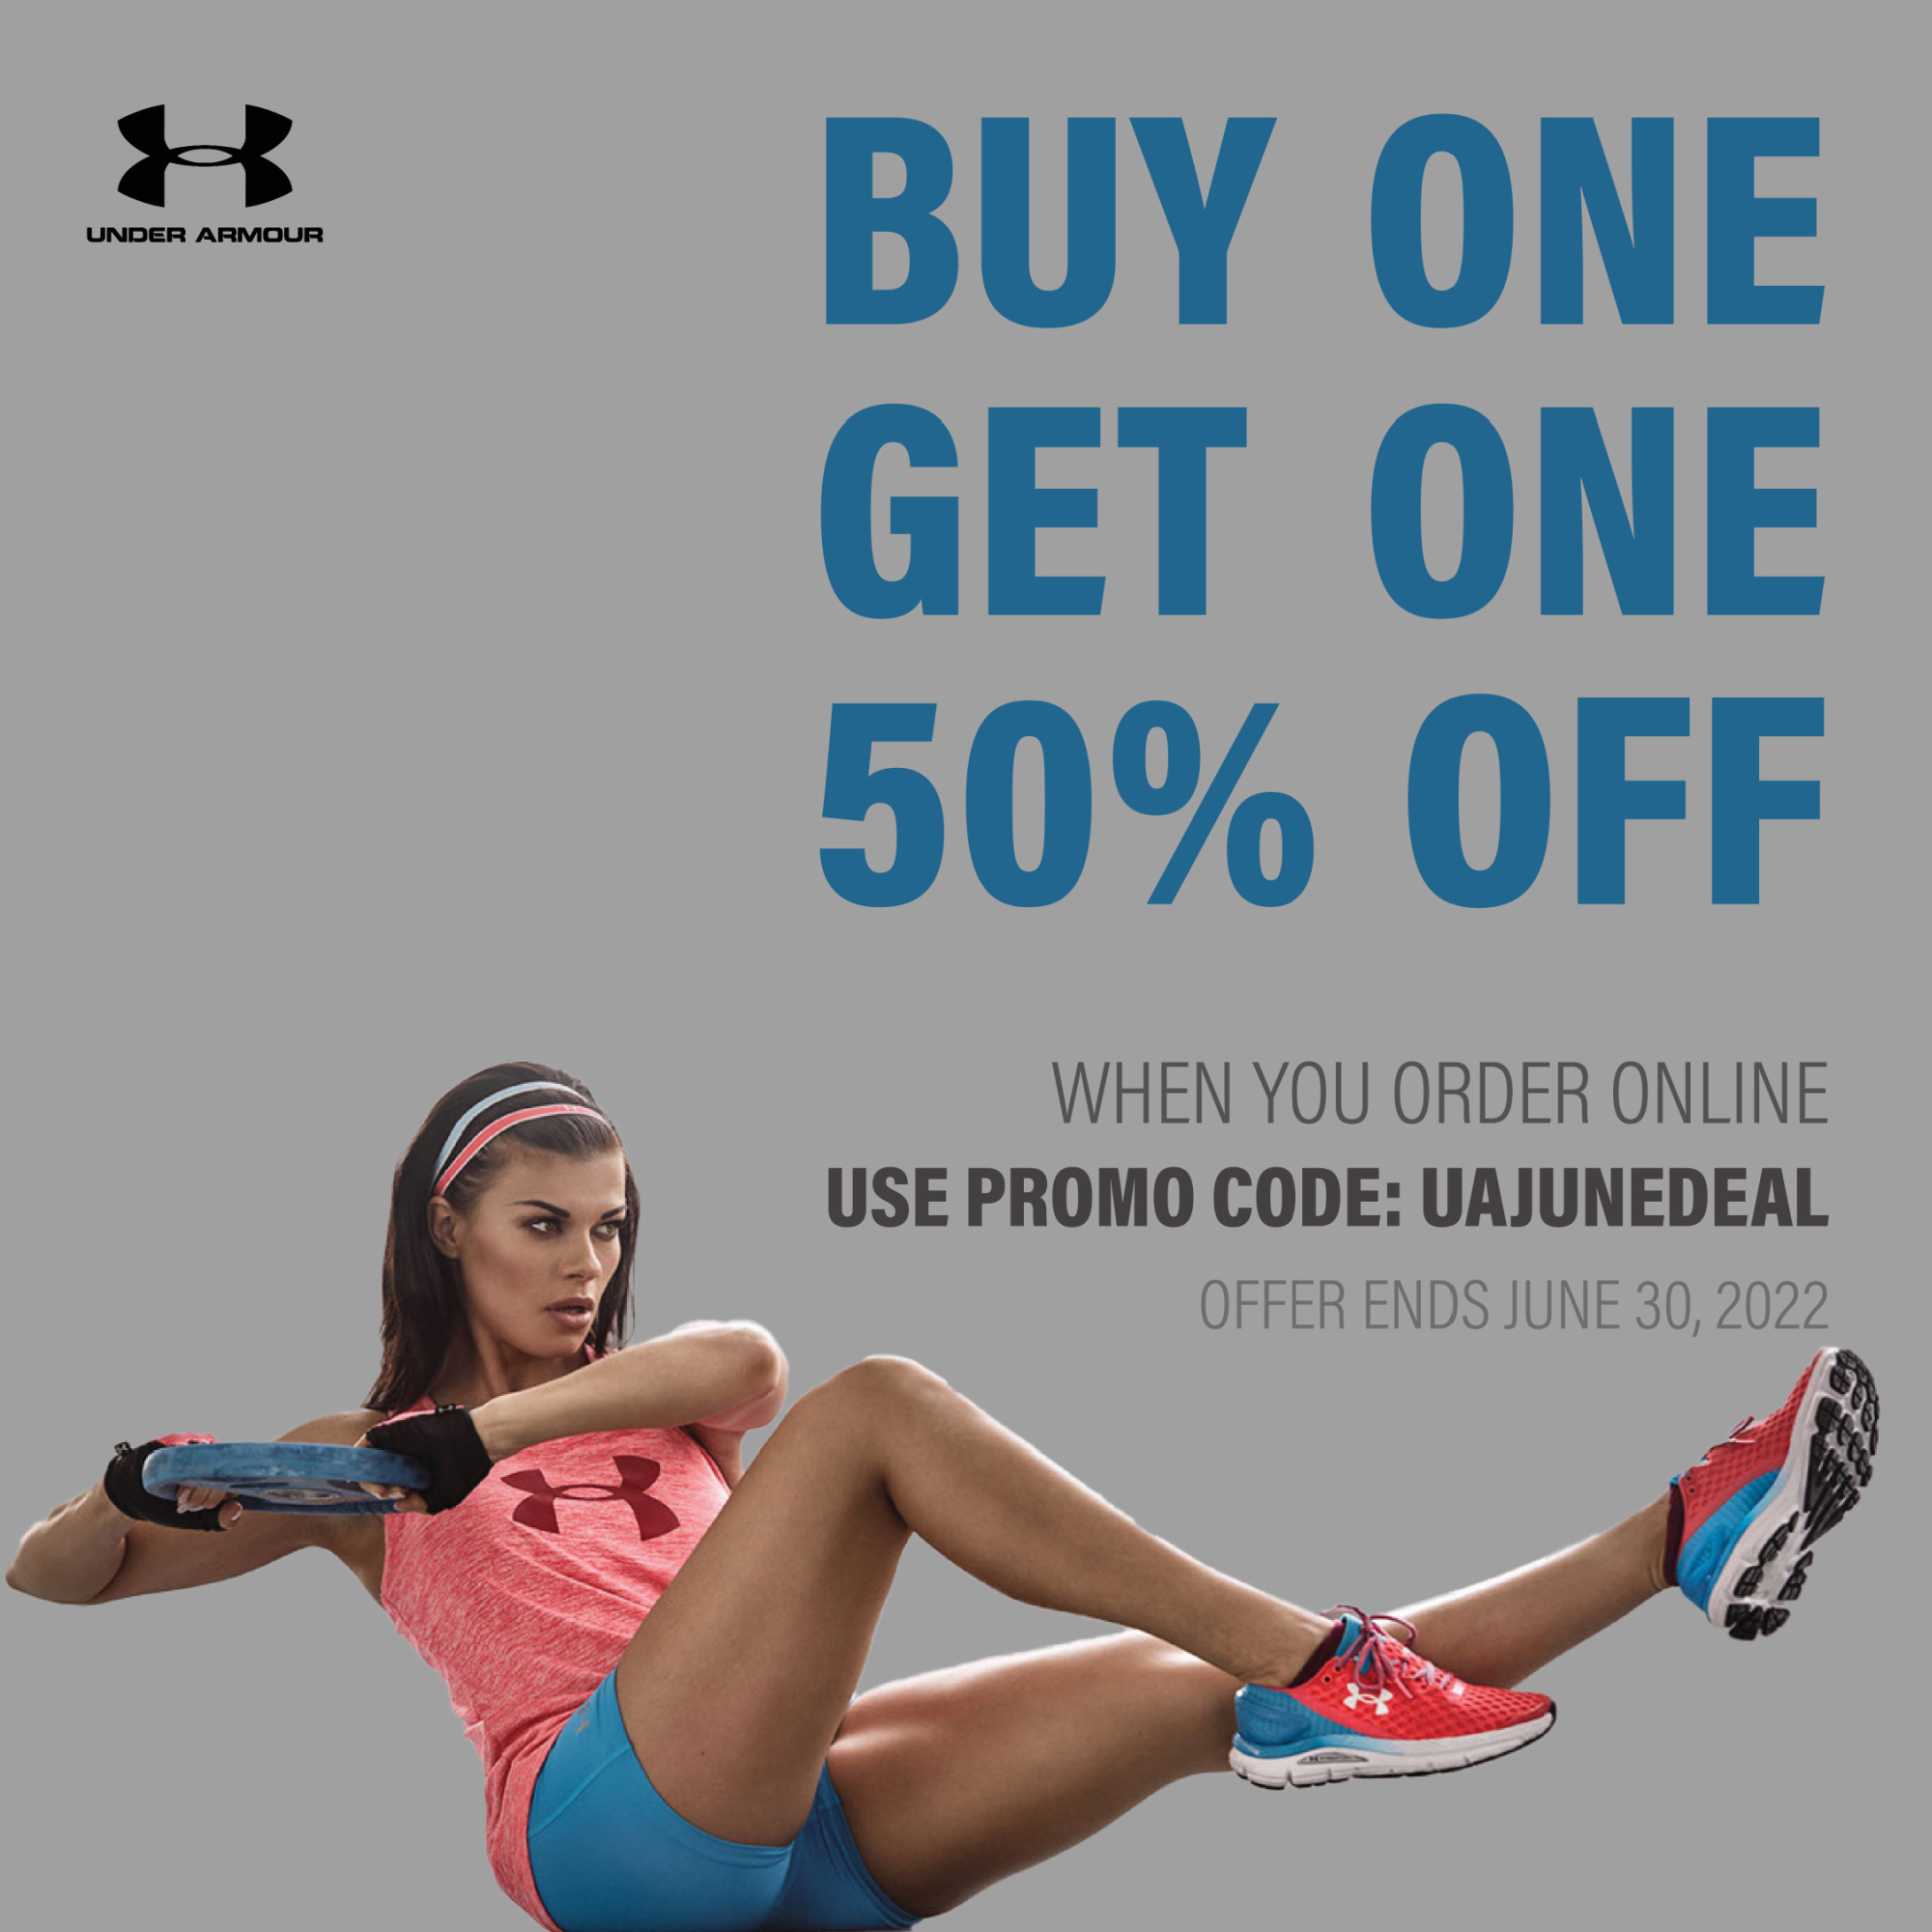 UNDER ARMOUR
BUY ONE
GET ONE
50% OFF
WHEN YOU ORDER ONLINE
USE PROMO CODE: UAJUNEDEAL
OFFER ENDS JUNE 30, 2022